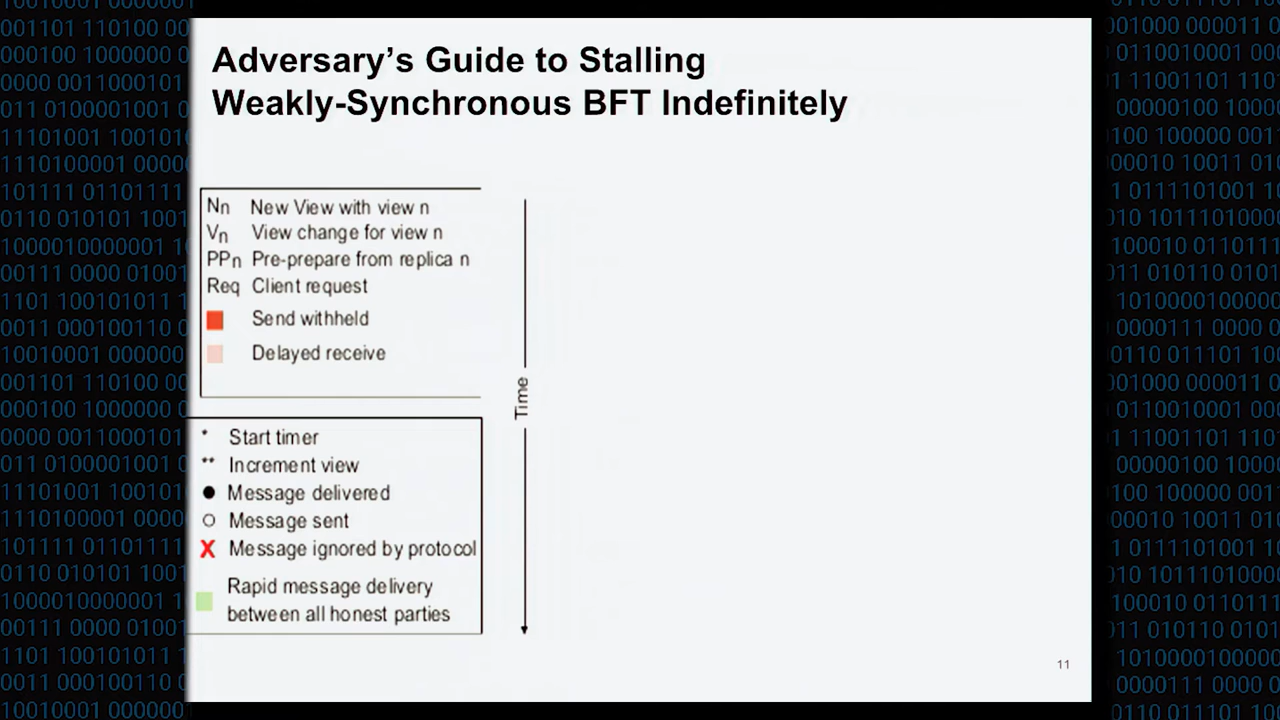 Adversary's Guide to Stalling
Weakly-Synchronous BFT Indefinitely
Nn New View with view n
Vn View change for view n
PPn Pre-prepare from replica n
Req Client request
Send withheld
Delayed receive
Time
* Start timer
** Increment view
Message delivered
Message sent
X Message ignored by protocol
Rapid message delivery
between all honest parties
11